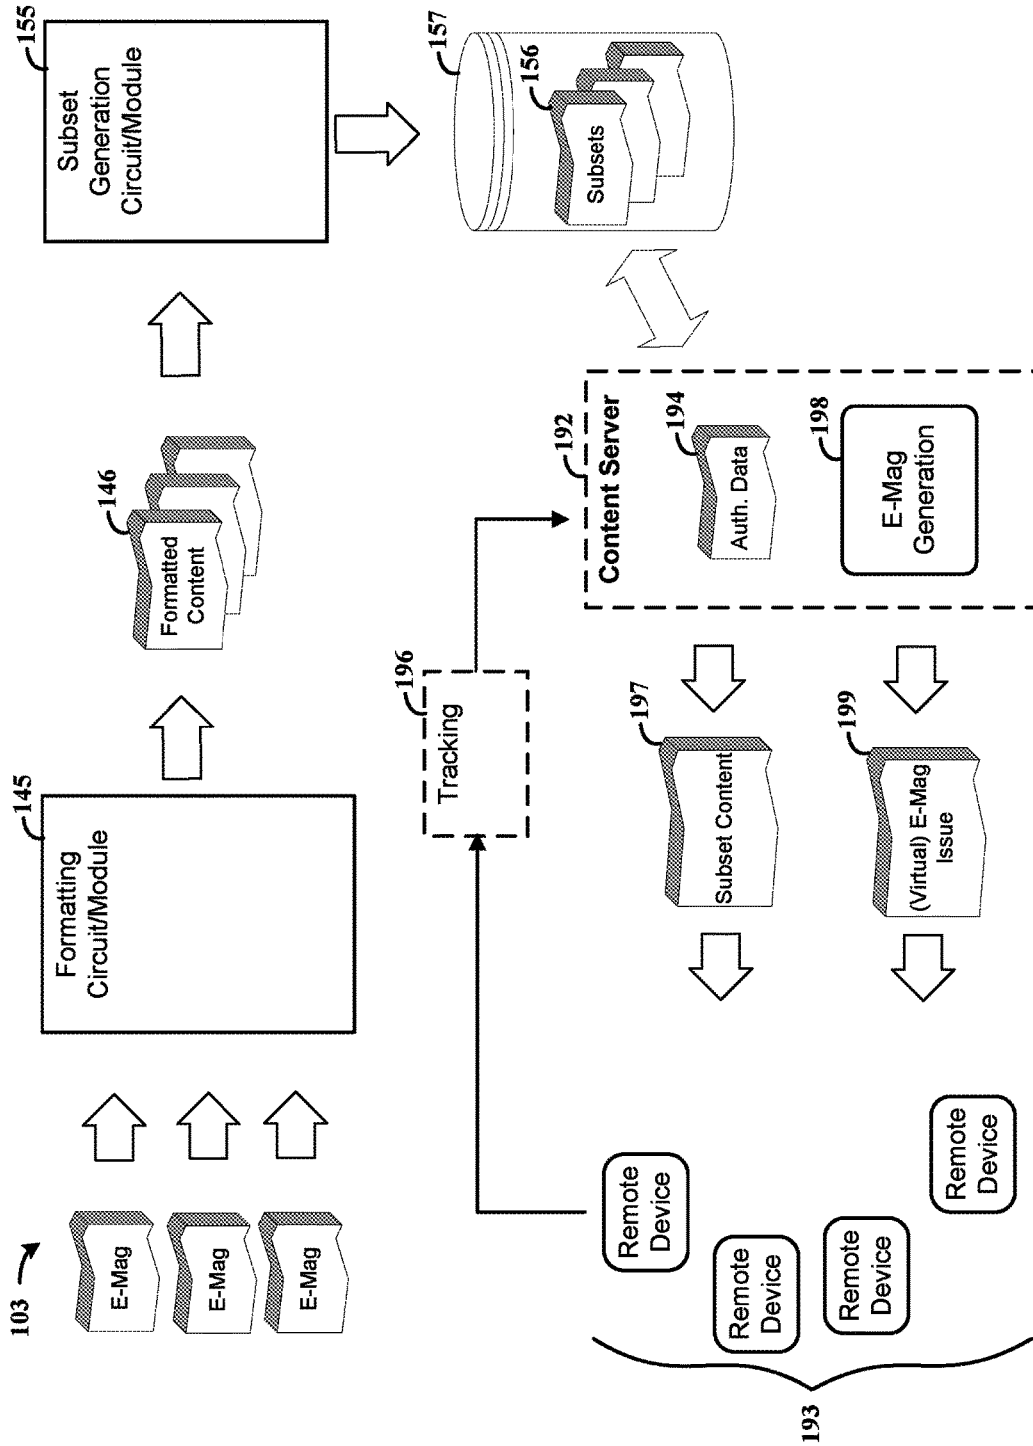 103
E-Mag
E-Mag
E-Mag
145
Formatting
Circuit/Module
146
Formatted
Content
155
Subset
Generation
Circuit/Module
157
156
Subsets
196
Tracking
192
Content Server
194
Auth. Data
198
E-Mag
Generation
197
Subset Content
199
(Virtual) E-Mag
Issue
Remote
Device
Remote
Device
Remote
Device
Remote
Device
193